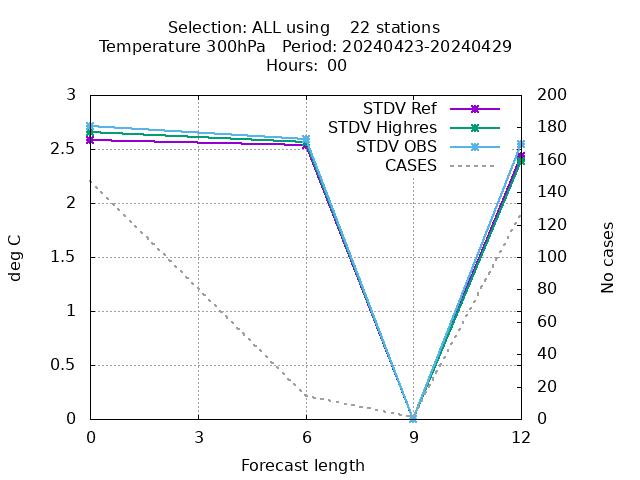 Selection: ALL using    22 stations
Temperature 300hPa   Period: 20240423-20240429
Hours:  00
STDV Ref
STDV Highres
STDV OBS
CASES
3
2.5
2
1.5
1
0.5
0
200
180
160
140
120
100
80
60
40
20
0
deg C
No cases
0
3
6
9
12
Forecast length